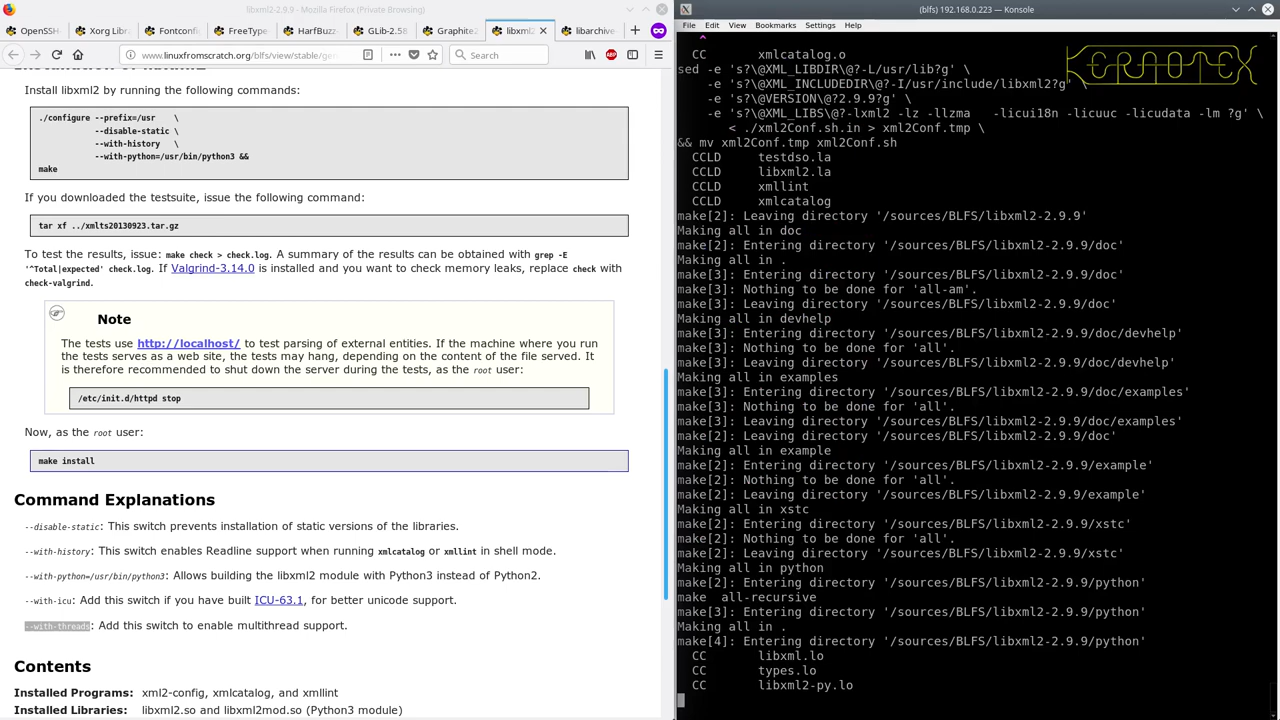 libxml2-2.9.9 - Mozilla Firefox (Private Browsing)
OpenSSH
Xorg Libra
Fontconfi
FreeType
HarfBuzz
GLib-2.58
Graphite2
libxml2
libarchive
www.linuxfromscratch.org/blfs/view/stable/gen
Search
Install libxml2 by running the following commands:
./configure --prefix=/usr \
--disable-static \
--with-history \
--with-python=/usr/bin/python3 &&
make
If you downloaded the testsuite, issue the following command:
tar xf ../xmlts20130923.tar.gz
To test the results, issue: make check > check.log. A summary of the results can be obtained with grep -E
'^Total|expected' check.log. If Valgrind-3.14.0 is installed and you want to check memory leaks, replace check with
check-valgrind.
Note
The tests use http://localhost/ to test parsing of external entities. If the machine where you run
the tests serves as a web site, the tests may hang, depending on the content of the file served. It
is therefore recommended to shut down the server during the tests, as the root user:
/etc/init.d/httpd stop
Now, as the root user:
make install
Command Explanations
--disable-static: This switch prevents installation of static versions of the libraries.
--with-history: This switch enables Readline support when running xmlcatalog or xmllint in shell mode.
--with-python=/usr/bin/python3: Allows building the libxml2 module with Python3 instead of Python2.
--with-icu: Add this switch if you have built ICU-63.1, for better unicode support.
--with-threads: Add this switch to enable multithread support.
Contents
Installed Programs: xml2-config, xmlcatalog, and xmllint
Installed Libraries: libxml2.so and libxml2mod.so (Python3 module)
(blfs) 192.168.0.223 — Konsole
File Edit View Bookmarks Settings Help
^
CC xmlcatalog.o
KERAOTEX
sed -e 's?\@XML_LIBDIR\@?-L/usr/lib?g' \
-e 's?\@XML_INCLUDEDIR\@?-I/usr/include/libxml2?g' \
-e 's?\@VERSION\@?2.9.9?g' \
-e 's?\@XML_LIBS\@?-lxml2 -lz -llzma -licui18n -licuuc -licudata -lm ?g' \
< ./xml2Conf.sh.in > xml2Conf.tmp \
&& mv xml2Conf.tmp xml2Conf.sh
CCLD testdso.la
CCLD libxml2.la
CCLD xmllint
CCLD xmlcatalog
make[2]: Leaving directory '/sources/BLFS/libxml2-2.9.9'
Making all in doc
make[2]: Entering directory '/sources/BLFS/libxml2-2.9.9/doc'
Making all in .
make[3]: Entering directory '/sources/BLFS/libxml2-2.9.9/doc'
make[3]: Nothing to be done for 'all-am'.
make[3]: Leaving directory '/sources/BLFS/libxml2-2.9.9/doc'
Making all in devhelp
make[3]: Entering directory '/sources/BLFS/libxml2-2.9.9/doc/devhelp'
make[3]: Nothing to be done for 'all'.
make[3]: Leaving directory '/sources/BLFS/libxml2-2.9.9/doc/devhelp'
Making all in examples
make[3]: Entering directory '/sources/BLFS/libxml2-2.9.9/doc/examples'
make[3]: Nothing to be done for 'all'.
make[3]: Leaving directory '/sources/BLFS/libxml2-2.9.9/doc/examples'
make[2]: Leaving directory '/sources/BLFS/libxml2-2.9.9/doc'
Making all in example
make[2]: Entering directory '/sources/BLFS/libxml2-2.9.9/example'
make[2]: Nothing to be done for 'all'.
make[2]: Leaving directory '/sources/BLFS/libxml2-2.9.9/example'
Making all in xstc
make[2]: Entering directory '/sources/BLFS/libxml2-2.9.9/xstc'
make[2]: Nothing to be done for 'all'.
make[2]: Leaving directory '/sources/BLFS/libxml2-2.9.9/xstc'
Making all in python
make[2]: Entering directory '/sources/BLFS/libxml2-2.9.9/python'
make all-recursive
make[3]: Entering directory '/sources/BLFS/libxml2-2.9.9/python'
Making all in .
make[4]: Entering directory '/sources/BLFS/libxml2-2.9.9/python'
CC libxml.lo
CC types.lo
CC libxml2-py.lo